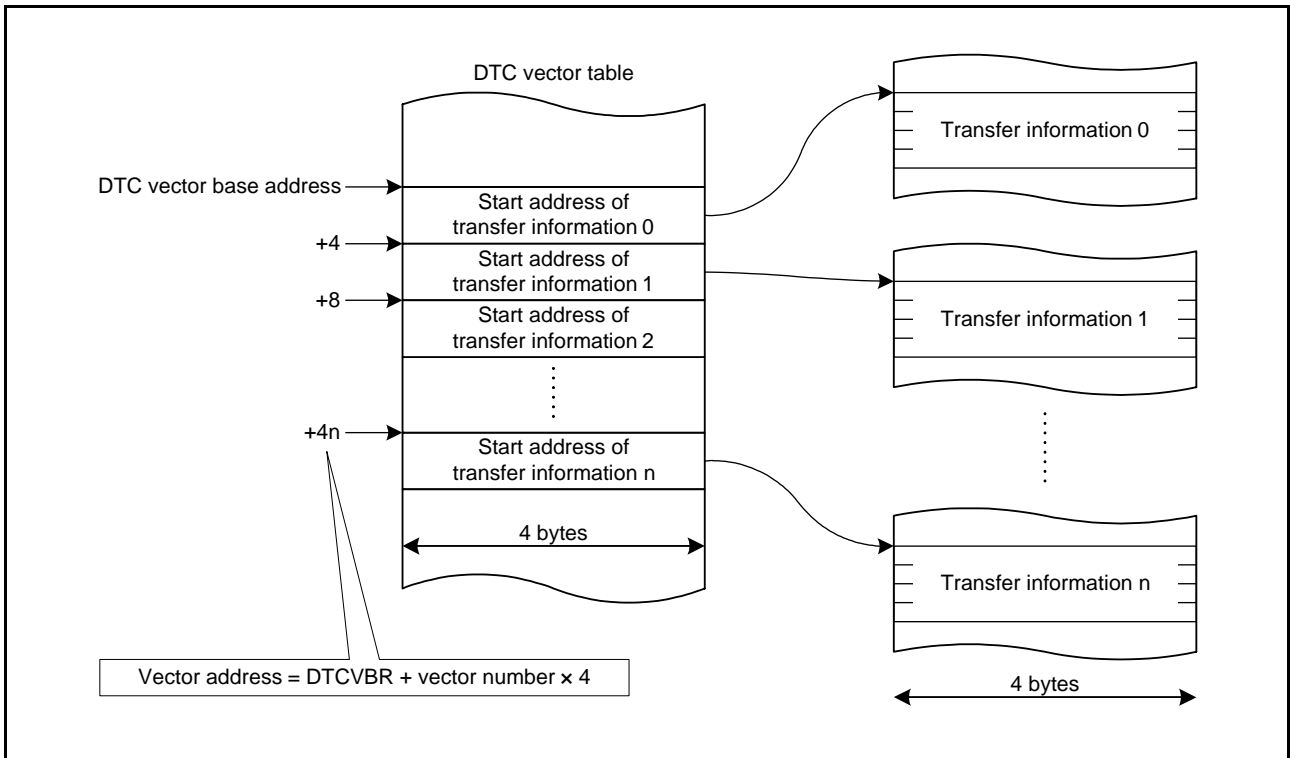 DTC vector table
DTC vector base address
Start address of
transfer information 0
+4
Start address of
transfer information 1
+8
Start address of
transfer information 2
+4n
Start address of
transfer information n
4 bytes
Vector address = DTCVBR + vector number × 4
Transfer information 0
Transfer information 1
Transfer information n
4 bytes